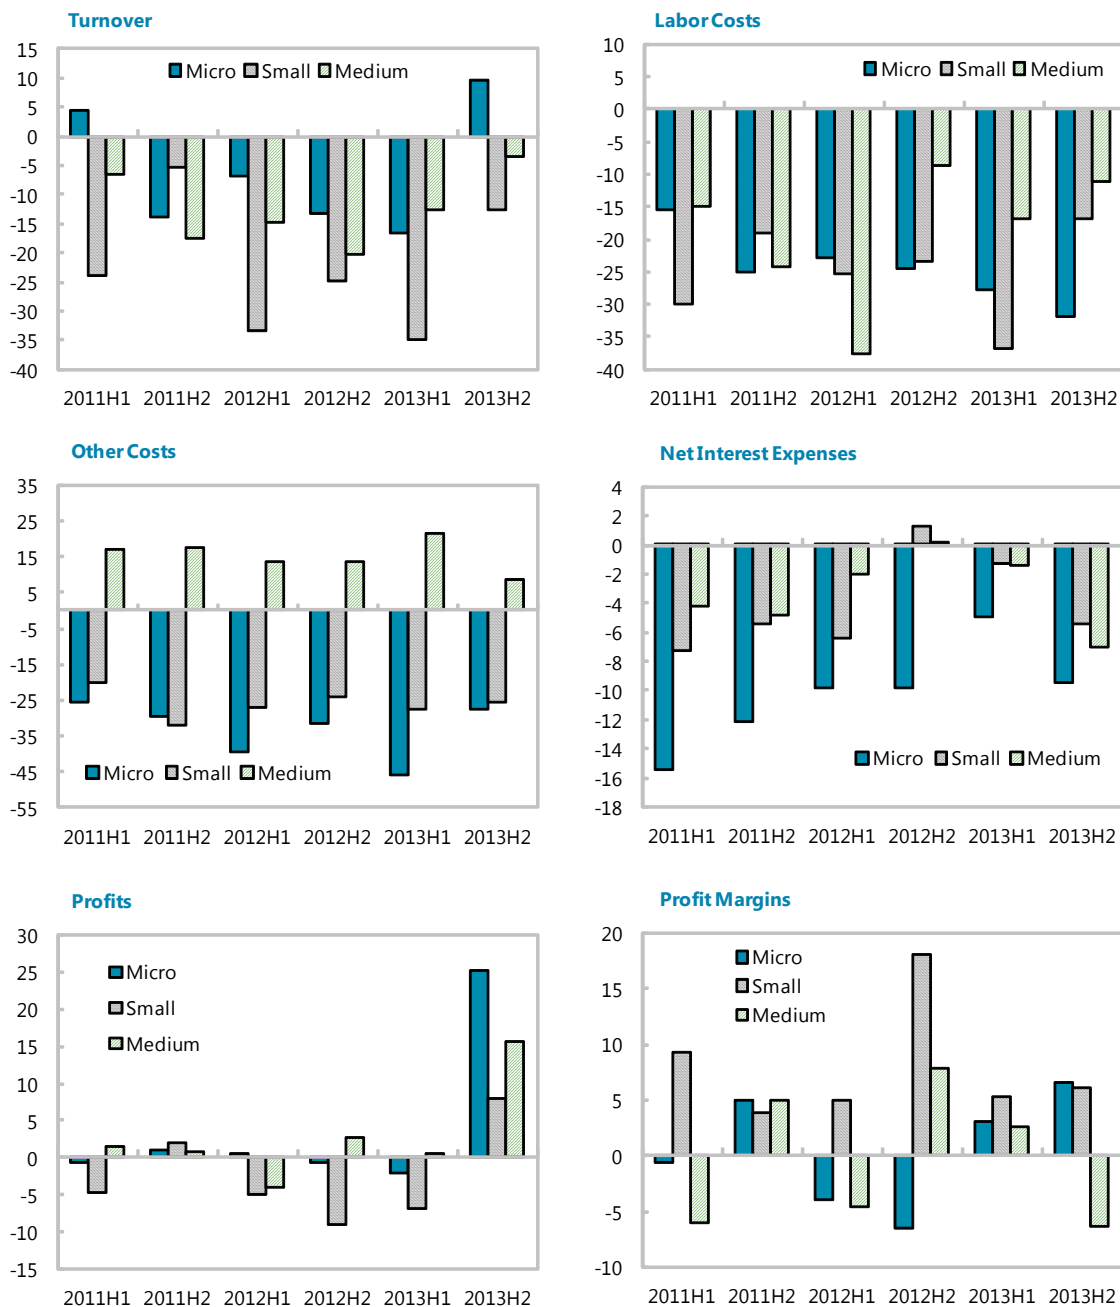 Turnover
Micro Small Medium
15
10
5
0
-5
-10
-15
-20
-25
-30
-35
-40
2011H1 2011H2 2012H1 2012H2 2013H1 2013H2
Labor Costs
Micro Small Medium
10
5
0
-5
-10
-15
-20
-25
-30
-35
-40
2011H1 2011H2 2012H1 2012H2 2013H1 2013H2
Other Costs
35
25
15
5
-5
-15
-25
-35
-45
-55
Micro Small Medium
2011H1 2011H2 2012H1 2012H2 2013H1 2013H2
Net Interest Expenses
4
2
0
-2
-4
-6
-8
-10
-12
-14
-16
-18
Micro Small Medium
2011H1 2011H2 2012H1 2012H2 2013H1 2013H2
Profits
30
25
20
15
10
5
0
-5
-10
-15
Micro
Small
Medium
2011H1 2011H2 2012H1 2012H2 2013H1 2013H2
Profit Margins
20
15
10
5
0
-5
-10
Micro
Small
Medium
2011H1 2011H2 2012H1 2012H2 2013H1 2013H2